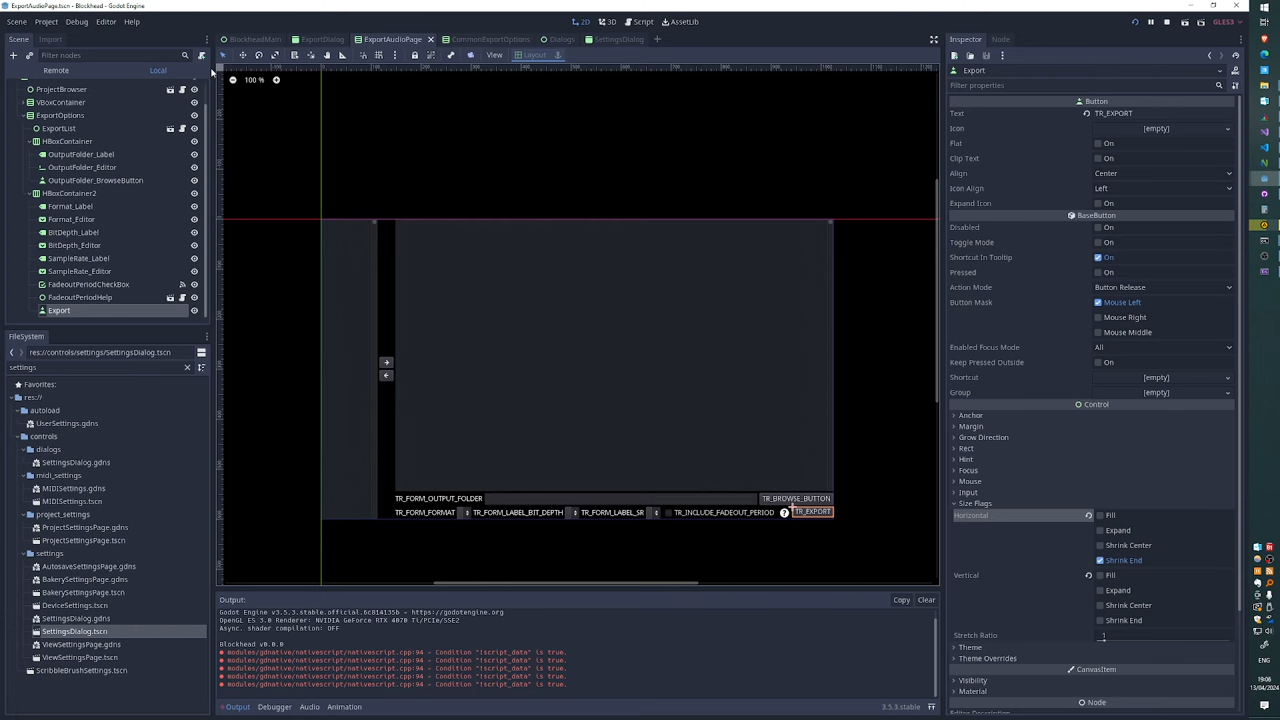 ExportAudioPage.tscn - Blockhead - Godot Engine
Scene Project Debug Editor Help
2D 3D Script AssetLib
GLES3
Scene Import
BlockheadMain ExportDialog ExportAudioPage CommonExportOptions Dialogs SettingsDialog
Inspector Node
Filter nodes
View Layout
Remote Local
Export
100 %
Filter properties
ProjectBrowser
VBoxContainer
ExportOptions
ExportList
HBoxContainer
OutputFolder_Label
OutputFolder_Editor
OutputFolder_BrowseButton
HBoxContainer2
Format_Label
Format_Editor
BitDepth_Label
BitDepth_Editor
SampleRate_Label
SampleRate_Editor
FadeoutPeriodCheckBox
FadeoutPeriodHelp
Export
FileSystem
res://controls/settings/SettingsDialog.tscn
settings
Favorites:
res://
autoload
UserSettings.gdns
controls
dialogs
SettingsDialog.gdns
midi_settings
MIDISettings.gdns
MIDISettings.tscn
project_settings
ProjectSettings.gdns
ProjectSettings.tscn
settings
AutosaveSettingsPage.gdns
BakerySettingsPage.gdns
BakerySettingsPage.tscn
DeviceSettings.tscn
SettingsDialog.gdns
SettingsDialog.tscn
ViewSettingsPage.gdns
ViewSettingsPage.tscn
ScribbleBrushSettings.tscn
TR_FORM_OUTPUT_FOLDER TR_BROWSE_BUTTON
TR_FORM_FORMAT TR_FORM_LABEL_BIT_DEPTH TR_FORM_LABEL_SR TR_INCLUDE_FADEOUT_PERIOD ? TR_EXPORT
Output: Copy Clear
Godot Engine v3.5.3.stable.official.6c814135b - https://godotengine.org
OpenGL ES 3.0 Renderer: NVIDIA GeForce RTX 4070 Ti/PCIe/SSE2
Async. shader compilation: OFF
Blockhead v0.0.0
modules/gdnative/nativescript/nativescript.cpp:94 - Condition "!script_data" is true.
modules/gdnative/nativescript/nativescript.cpp:94 - Condition "!script_data" is true.
modules/gdnative/nativescript/nativescript.cpp:94 - Condition "!script_data" is true.
modules/gdnative/nativescript/nativescript.cpp:94 - Condition "!script_data" is true.
modules/gdnative/nativescript/nativescript.cpp:94 - Condition "!script_data" is true.
Output Debugger Audio Animation
3.5.3.stable
Button
Text TR_EXPORT
Icon [empty]
Flat On
Clip Text On
Align Center
Icon Align Left
Expand Icon On
BaseButton
Disabled On
Toggle Mode On
Shortcut In Tooltip On
Pressed On
Action Mode Button Release
Button Mask Mouse Left
Mouse Right
Mouse Middle
Enabled Focus Mode All
Keep Pressed Outside On
Shortcut [empty]
Group [empty]
Control
Anchor
Margin
Grow Direction
Rect
Hint
Focus
Mouse
Input
Size Flags
Horizontal Fill
Expand
Shrink Center
Shrink End
Vertical Fill
Expand
Shrink Center
Shrink End
Stretch Ratio 1
Theme
Theme Overrides
CanvasItem
Visibility
Material
Node
ENG
19:06
13/04/2024